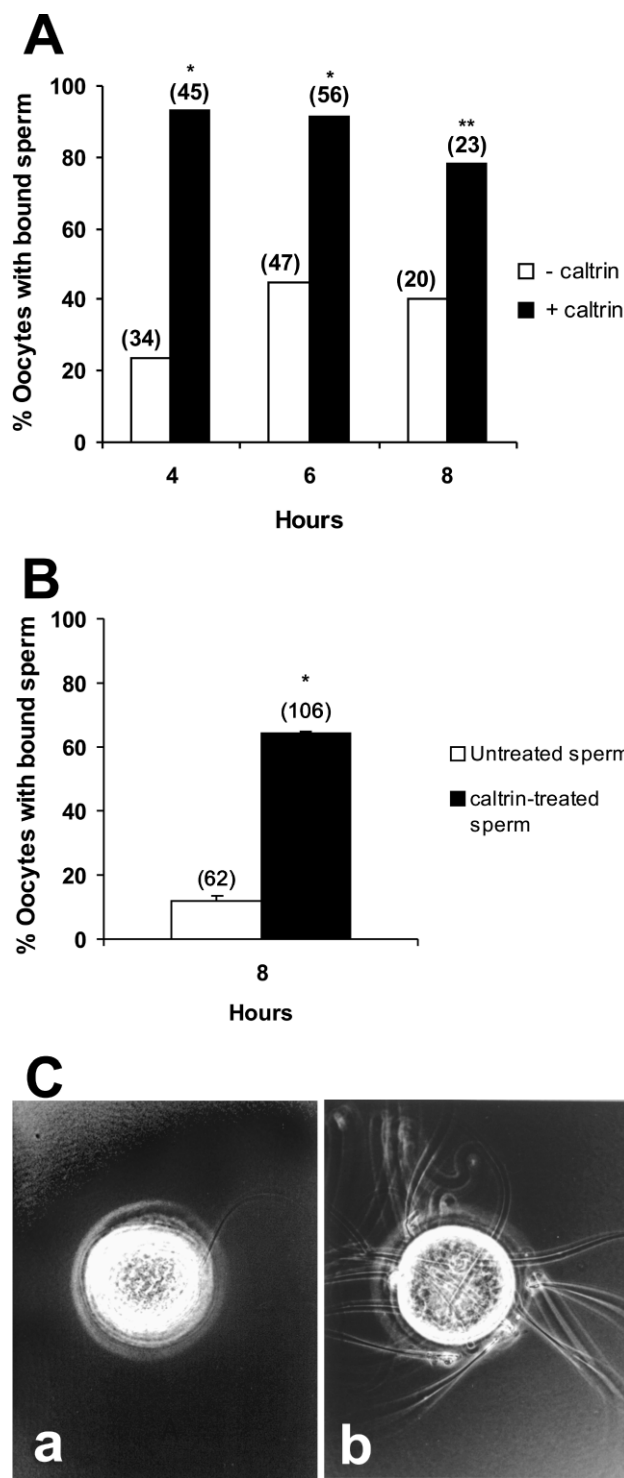 A
% Oocytes with bound sperm
100
80
60
40
20
0
*
(45)
*
(56)
**
(23)
(34)
(47)
(20)
- caltrin
+ caltrin
4 6 8
Hours
B
% Oocytes with bound sperm
100
80
60
40
20
0
*
(106)
(62)
Untreated sperm
caltrin-treated
sperm
8
Hours
C
a b